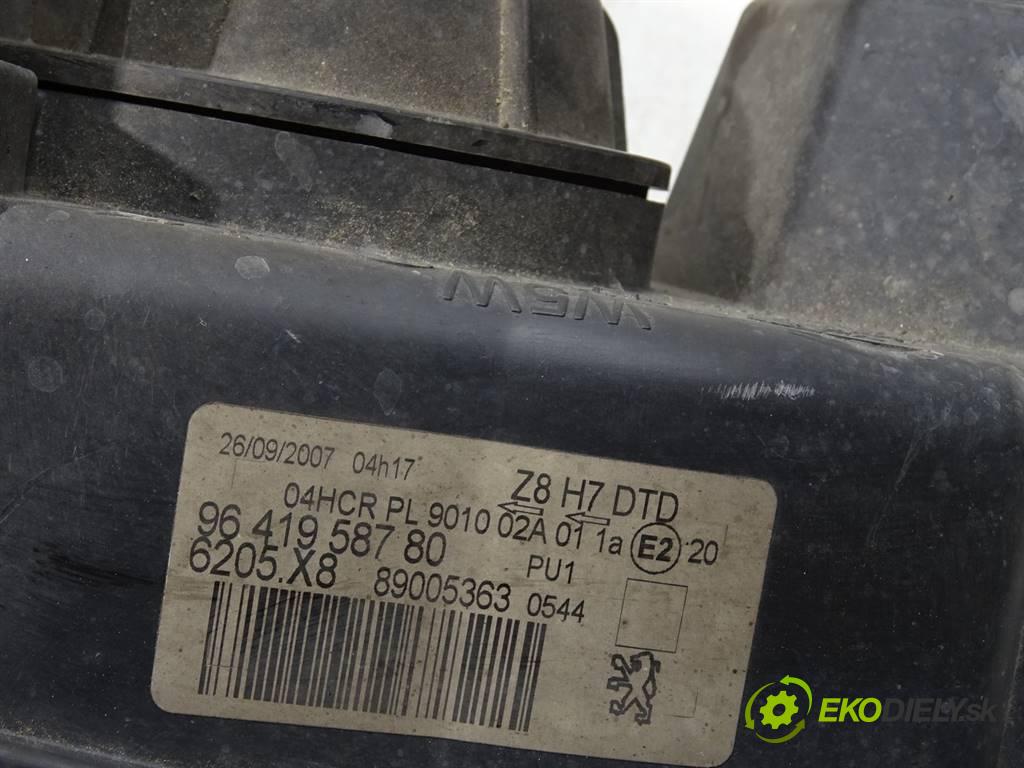 W5W
26/09/2007 04h17
Z8 H7 DTD
04HCR PL 9010 02A 01 1a E2 20
96 419 587 80
PU1
6205.X8 89005363 0544
EKODIELY.sk